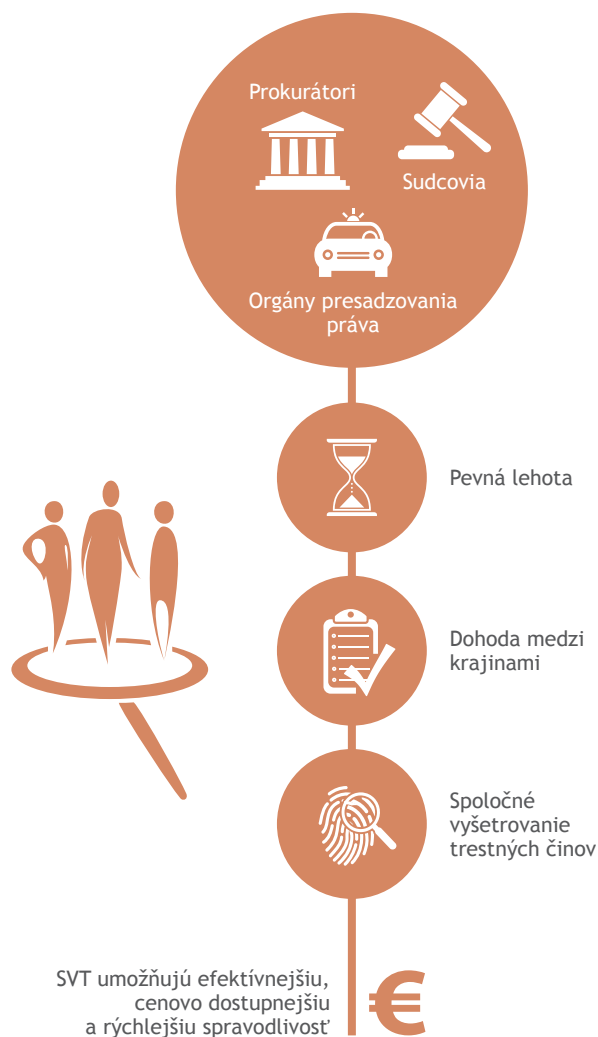 Prokurátori
Sudcovia
Orgány presadzovania
práva
Pevná lehota
Dohoda medzi
krajinami
Spoločné
vyšetrovanie
trestných činov
SVT umožňujú efektívnejšiu,
cenovo dostupnejšiu
a rýchlejšiu spravodlivosť
€